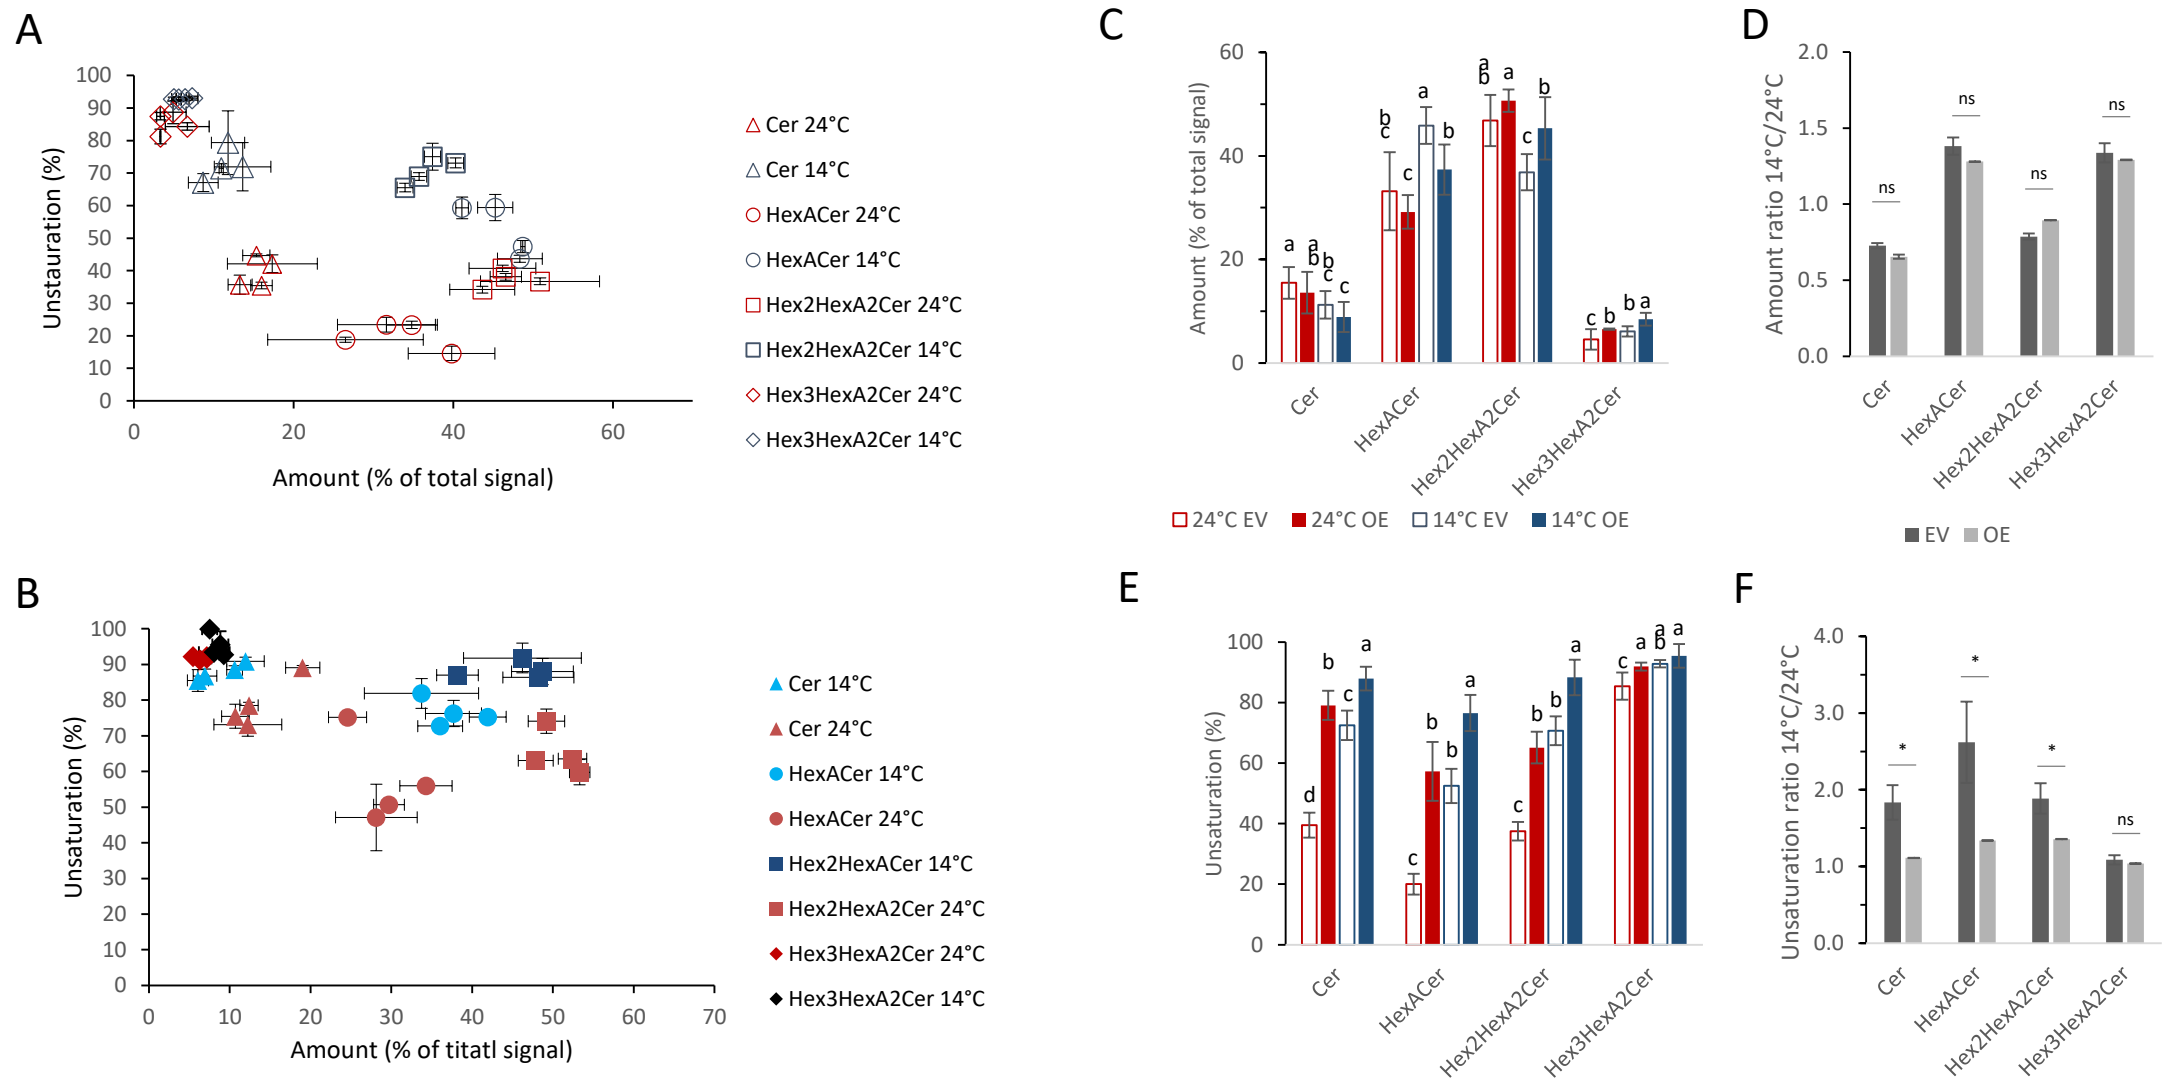 A
Unstauration (%)
100
90
80
70
60
50
40
30
20
10
0
0
20
40
60
Amount (% of total signal)
Cer 24°C
Cer 14°C
HexACer 24°C
HexACer 14°C
Hex2HexA2Cer 24°C
Hex2HexA2Cer 14°C
Hex3HexA2Cer 24°C
Hex3HexA2Cer 14°C
B
Unsaturation (%)
100
90
80
70
60
50
40
30
20
10
0
0
10
20
30
40
50
60
70
Amount (% of titatl signal)
Cer 14°C
Cer 24°C
HexACer 14°C
HexACer 24°C
Hex2HexACer 14°C
Hex2HexA2Cer 24°C
Hex3HexA2Cer 24°C
Hex3HexA2Cer 14°C
C
Amount (% of total signal)
60
40
20
0
a
a
b
b
c
c
b
c
c
a
b
a
b
a
c
b
c
b
b
a
Cer
HexACer
Hex2HexA2Cer
Hex3HexA2Cer
24°C EV
24°C OE
14°C EV
14°C OE
D
Amount ratio 14°C/24°C
2.0
1.5
1.0
0.5
0.0
ns
ns
ns
ns
Cer
HexACer
Hex2HexA2Cer
Hex3HexA2Cer
EV
OE
E
Unsaturation (%)
100
80
60
40
20
0
d
b
c
a
c
b
b
a
c
b
b
a
c
a
a
b
a
Cer
HexACer
Hex2HexA2Cer
Hex3HexA2Cer
F
Unsaturation ratio 14°C/24°C
4.0
3.0
2.0
1.0
0.0
*
*
*
ns
Cer
HexACer
Hex2HexA2Cer
Hex3HexA2Cer